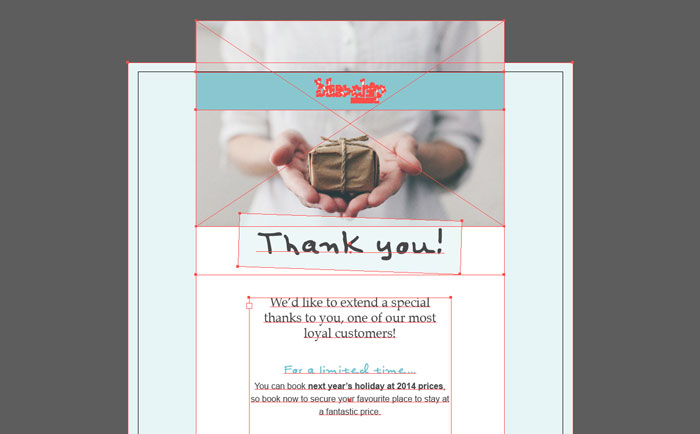 Thank you!
We'd like to extend a special
thanks to you, one of our most
loyal customers!
For a limited time...
You can book next year's holiday at 2014 prices,
so book now to secure your favourite place to stay at
a fantastic price.